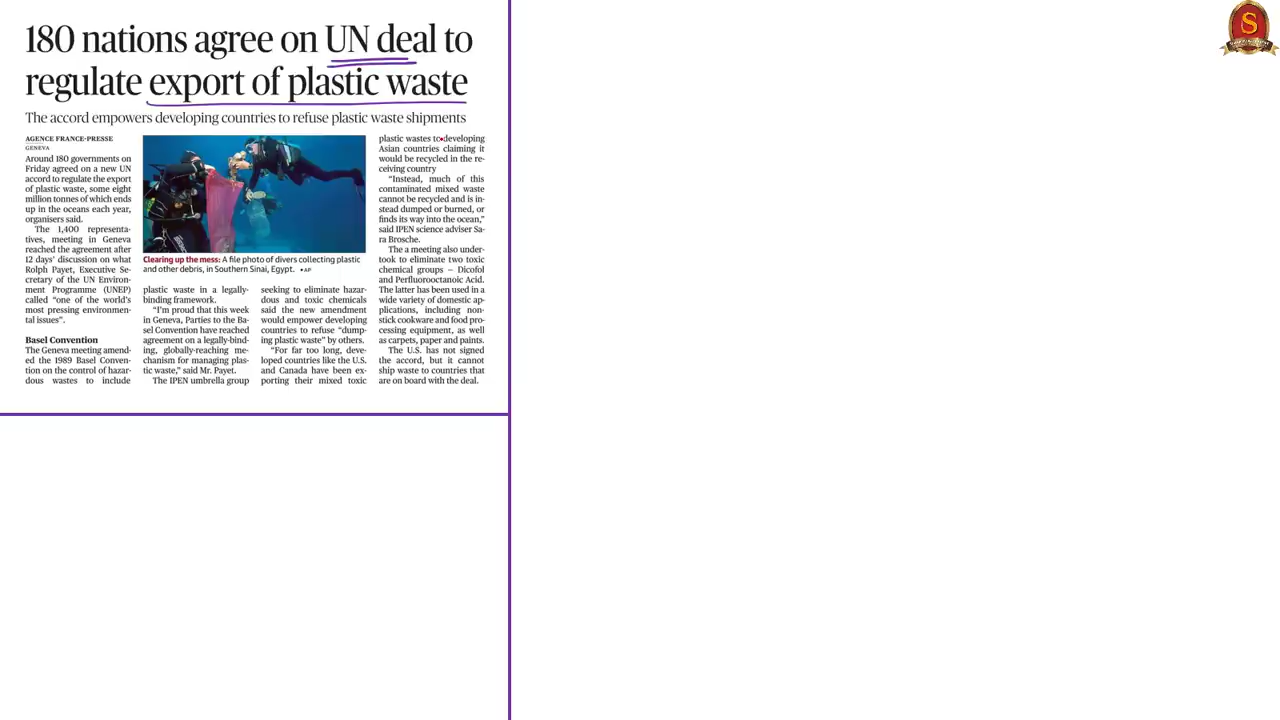 180 nations agree on UN deal to
regulate export of plastic waste
The accord empowers developing countries to refuse plastic waste shipments
AGENCE FRANCE-PRESSE
GENEVA
Around 180 governments on
Friday agreed on a new UN
accord to regulate the export
of plastic waste, some eight
million tonnes of which ends
up in the oceans each year,
organisers said.
The 1,400 representa-
tives, meeting in Geneva
reached the agreement after
12 days' discussion on what
Rolph Payet, Executive Se-
cretary of the UN Environ-
ment Programme (UNEP)
called "one of the world's
most pressing environmen-
tal issues".
Basel Convention
The Geneva meeting amend-
ed the 1989 Basel Conven-
tion on the control of hazar-
dous wastes to include
Clearing up the mess: A file photo of divers collecting plastic
and other debris, in Southern Sinai, Egypt. • AP
plastic waste in a legally-
binding framework.
"I'm proud that this week
in Geneva, Parties to the Ba-
sel Convention have reached
agreement on a legally-bind-
ing, globally-reaching me-
chanism for managing plas-
tic waste," said Mr. Payet.
The IPEN umbrella group
seeking to eliminate hazar-
dous and toxic chemicals
said the new amendment
would empower developing
countries to refuse "dump-
ing plastic waste" by others.
"For far too long, deve-
loped countries like the U.S.
and Canada have been ex-
porting their mixed toxic
plastic wastes to developing
Asian countries claiming it
would be recycled in the re-
ceiving country
"Instead, much of this
contaminated mixed waste
cannot be recycled and is in-
stead dumped or burned, or
finds its way into the ocean,"
said IPEN science adviser Sa-
ra Brosche.
The a meeting also under-
took to eliminate two toxic
chemical groups — Dicofol
and Perfluorooctanoic Acid.
The latter has been used in a
wide variety of domestic ap-
plications, including non-
stick cookware and food pro-
cessing equipment, as well
as carpets, paper and paints.
The U.S. has not signed
the accord, but it cannot
ship waste to countries that
are on board with the deal.
S